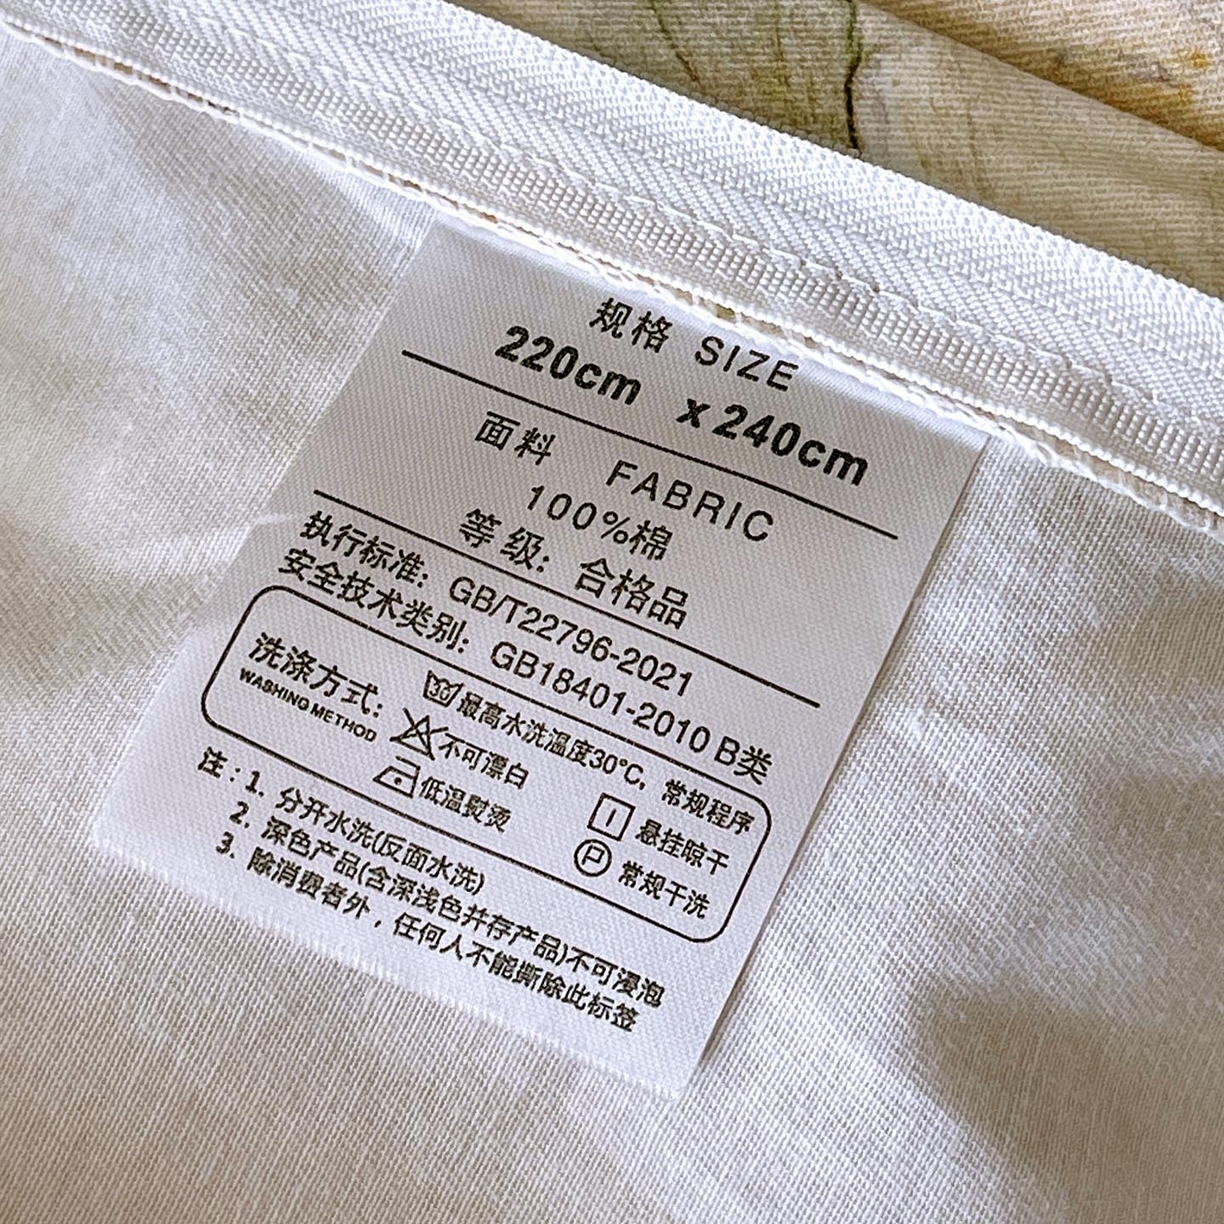 规格 SIZE
220cm x 240cm
面料 FABRIC
100%棉
等级: 合格品
执行标准: GB/T22796-2021
安全技术类别: GB18401-2010 B类
洗涤方式:
WASHING METHOD
30 最高水洗温度30℃, 常规程序
不可漂白 悬挂晾干
低温熨烫 P 常规干洗
注: 1. 分开水洗(反面水洗)
2. 深色产品(含深浅色并存产品)不可浸泡
3. 除消费者外, 任何人不能撕除此标签